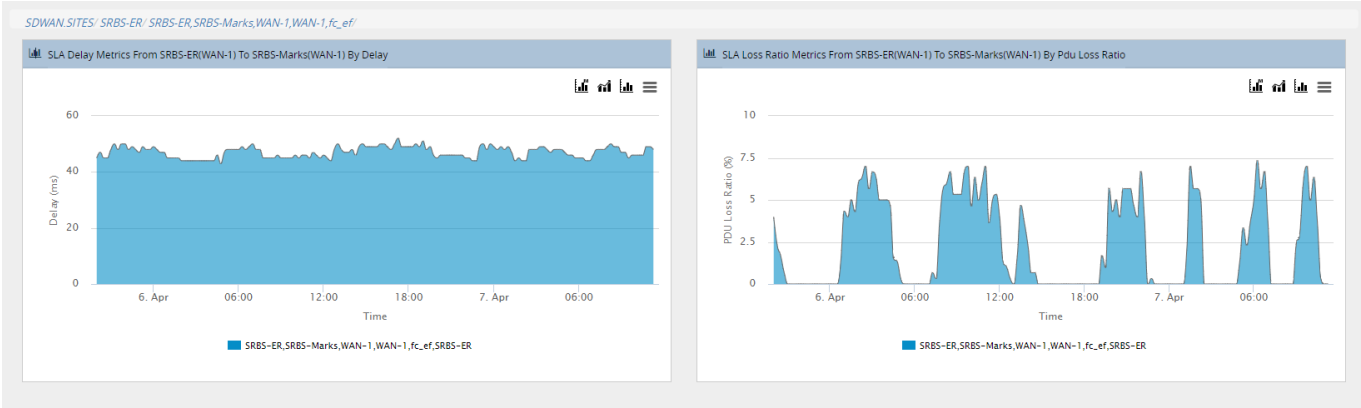 SDWAN.SITES/ SRBS-ER/ SRBS-ER,SRBS-Marks,WAN-1,WAN-1,fc_ef/
SLA Delay Metrics From SRBS-ER(WAN-1) To SRBS-Marks(WAN-1) By Delay
60
40
20
0
Delay (ms)
6. Apr 06:00 12:00 18:00 7. Apr 06:00
Time
SRBS-ER,SRBS-Marks,WAN-1,WAN-1,fc_ef,SRBS-ER
SLA Loss Ratio Metrics From SRBS-ER(WAN-1) To SRBS-Marks(WAN-1) By Pdu Loss Ratio
10
7.5
5
2.5
0
PDU Loss Ratio (%)
6. Apr 06:00 12:00 18:00 7. Apr 06:00
Time
SRBS-ER,SRBS-Marks,WAN-1,WAN-1,fc_ef,SRBS-ER